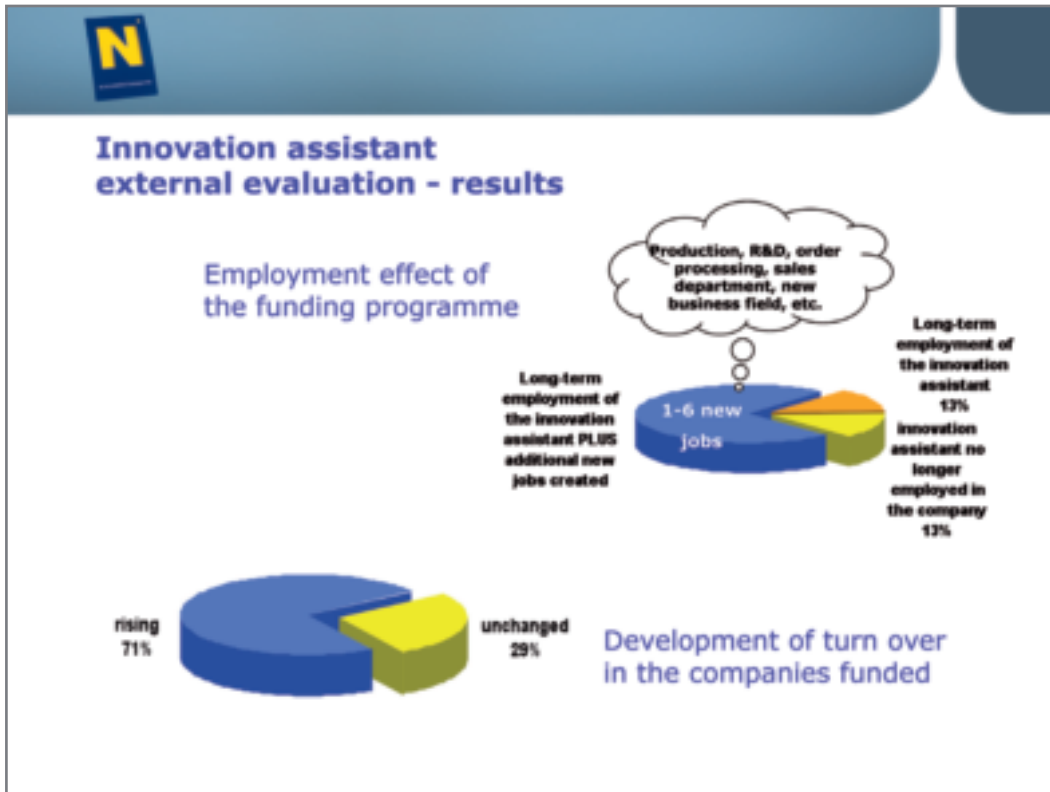 N
Innovation assistant
external evaluation - results
Employment effect of
the funding programme
Production, R&D, order
processing, sales
department, new
business field, etc.
Long-term
employment of
the innovation
assistant PLUS
additional new
jobs created
1-6 new
jobs
Long-term
employment of
the innovation
assistant
13%
innovation
assistant no
longer
employed in
the company
13%
rising
71%
unchanged
29%
Development of turn over
in the companies funded